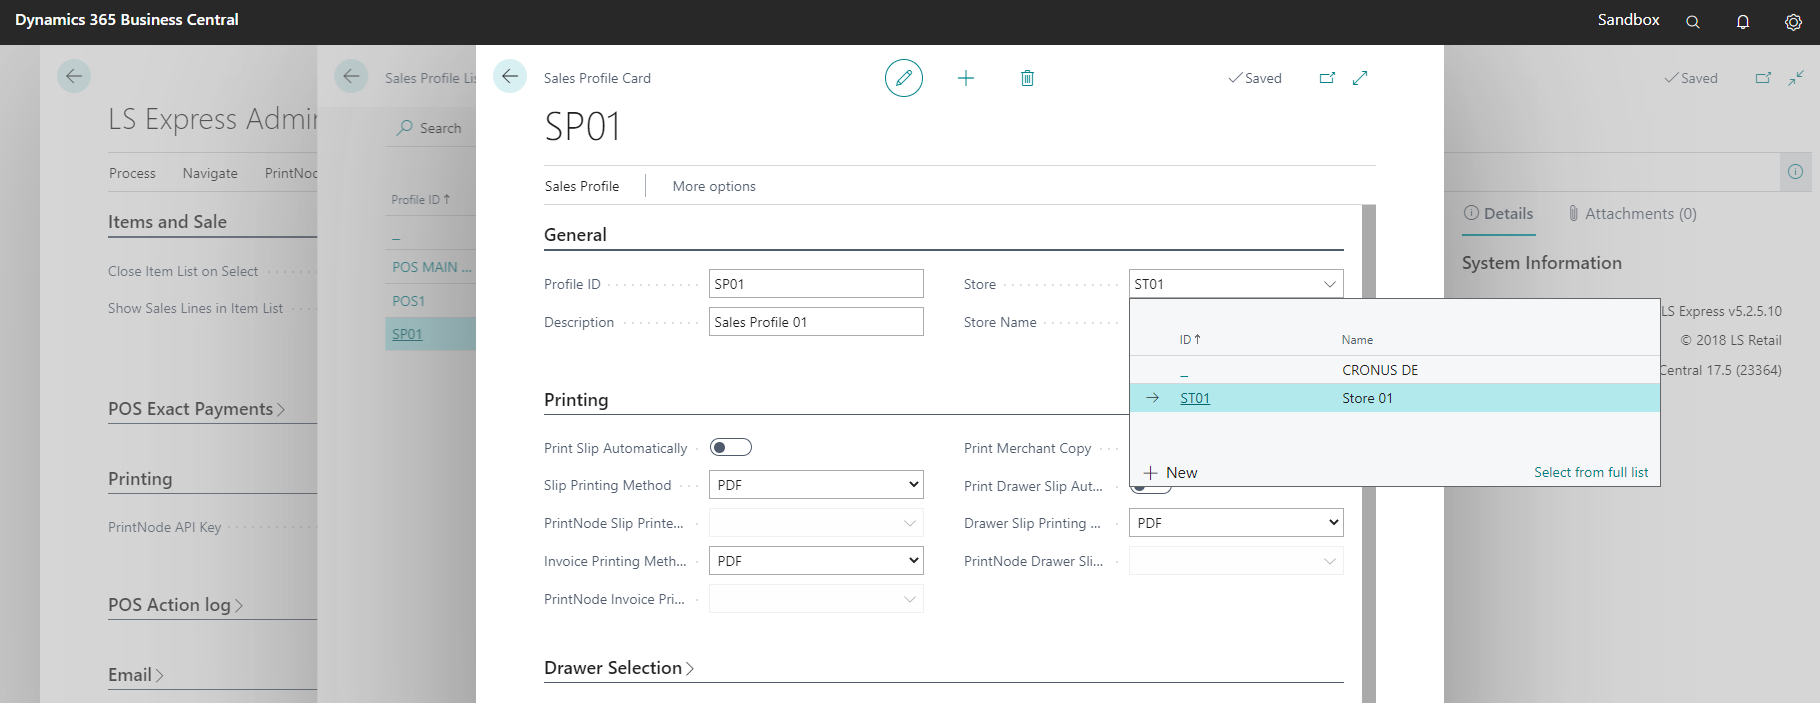 Dynamics 365 Business Central
Sandbox
LS Express Admin
Process Navigate PrintNod
Items and Sale
Close Item List on Select
Show Sales Lines in Item List
POS Exact Payments
Printing
PrintNode API Key
POS Action log
Email
Sales Profile Lis
Search
Profile ID ↑
_
POS MAIN ...
POS1
SP01
Sales Profile Card
Saved
SP01
Sales Profile More options
General
Profile ID SP01
Description Sales Profile 01
Store ST01
Store Name
ID ↑ Name
_ CRONUS DE
→ ST01 Store 01
+ New Select from full list
Printing
Print Slip Automatically
Slip Printing Method PDF
PrintNode Slip Printe...
Invoice Printing Meth... PDF
PrintNode Invoice Pri...
Print Merchant Copy
Print Drawer Slip Aut...
Drawer Slip Printing ... PDF
PrintNode Drawer Sli...
Drawer Selection
Saved
Details Attachments (0)
System Information
LS Express v5.2.5.10
© 2018 LS Retail
Central 17.5 (23364)